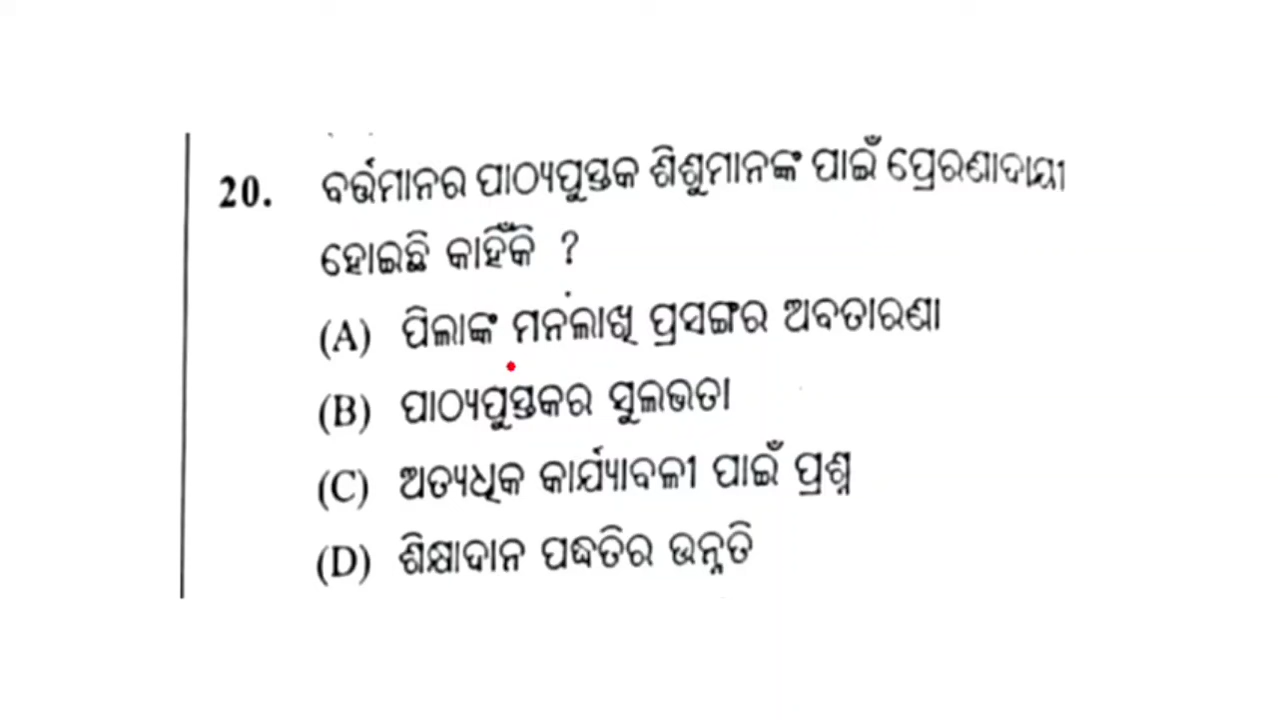 20. ବର୍ତ୍ତମାନର ପାଠ୍ୟପୁସ୍ତକ ଶିଶୁମାନଙ୍କ ପାଇଁ ପ୍ରେରଣାଦାୟୀ
ହୋଇଛି କାହିଁକି ?
(A) ପିଲାଙ୍କ ମନଲାଖି ପ୍ରସଙ୍ଗର ଅବତାରଣା
(B) ପାଠ୍ୟପୁସ୍ତକର ସୁଲଭତା
(C) ଅତ୍ୟଧିକ କାର୍ଯ୍ୟାବଳୀ ପାଇଁ ପ୍ରଶ୍ନ
(D) ଶିକ୍ଷାଦାନ ପଦ୍ଧତିର ଉନ୍ନତି